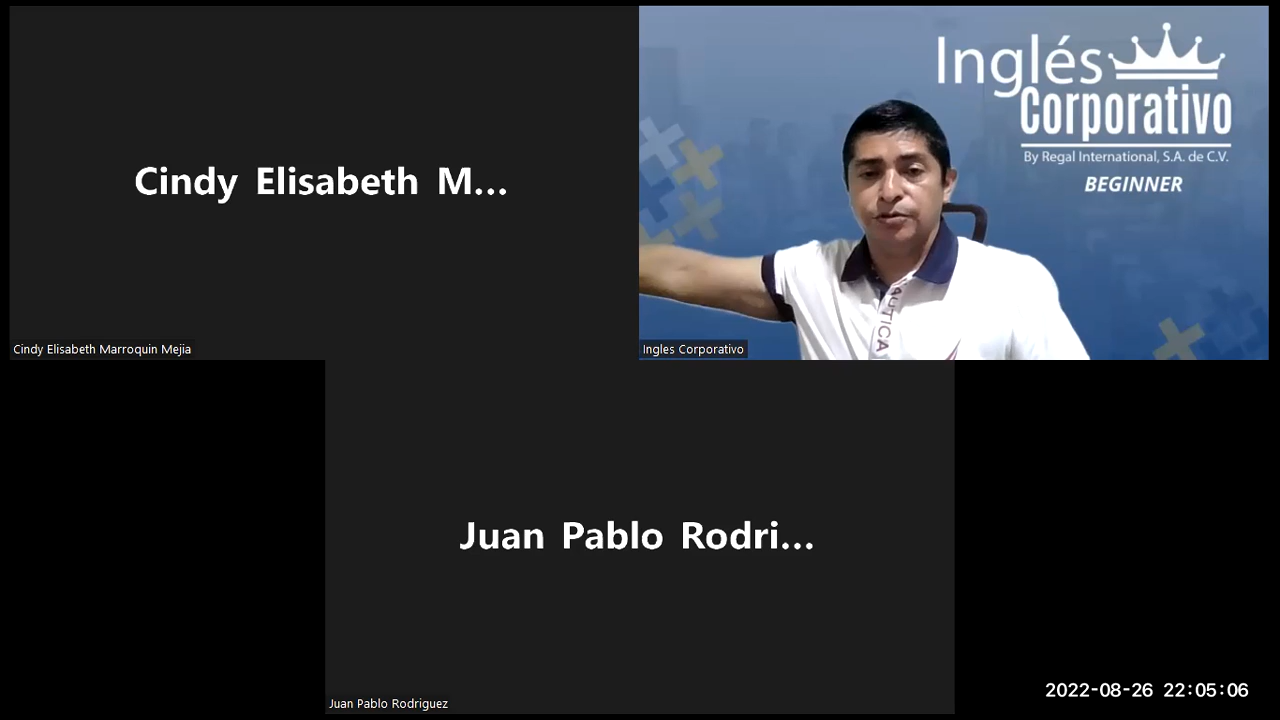 Cindy Elisabeth M...
Cindy Elisabeth Marroquin Mejia
Inglés
Corporativo
By Regal International, S.A. de C.V.
BEGINNER
AUTICA
Ingles Corporativo
Juan Pablo Rodri...
Juan Pablo Rodriguez
2022-08-26 22:05:06